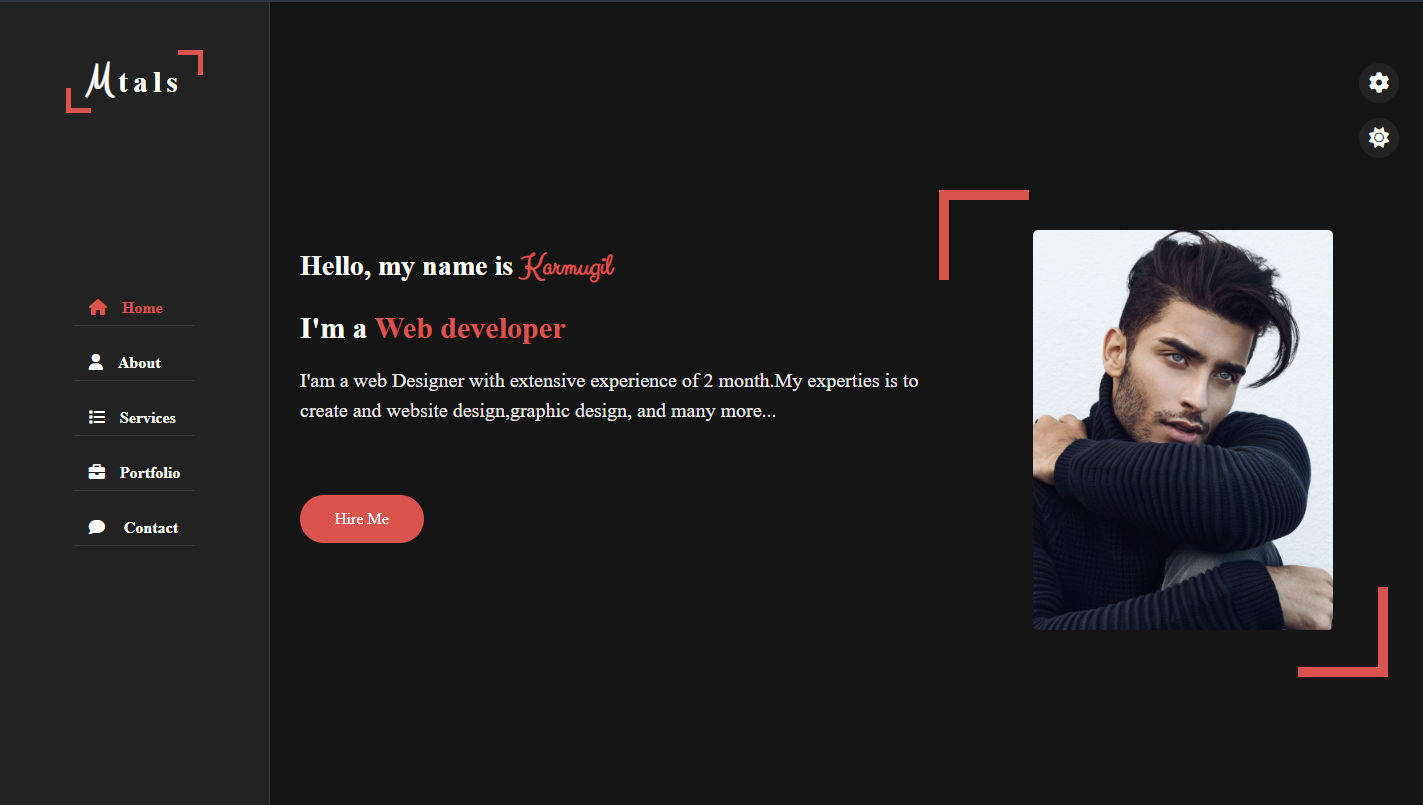 Mtals
Home
About
Services
Portfolio
Contact
Hello, my name is Karmugil
I'm a Web developer
I'am a web Designer with extensive experience of 2 month.My experties is to
create and website design,graphic design, and many more...
Hire Me